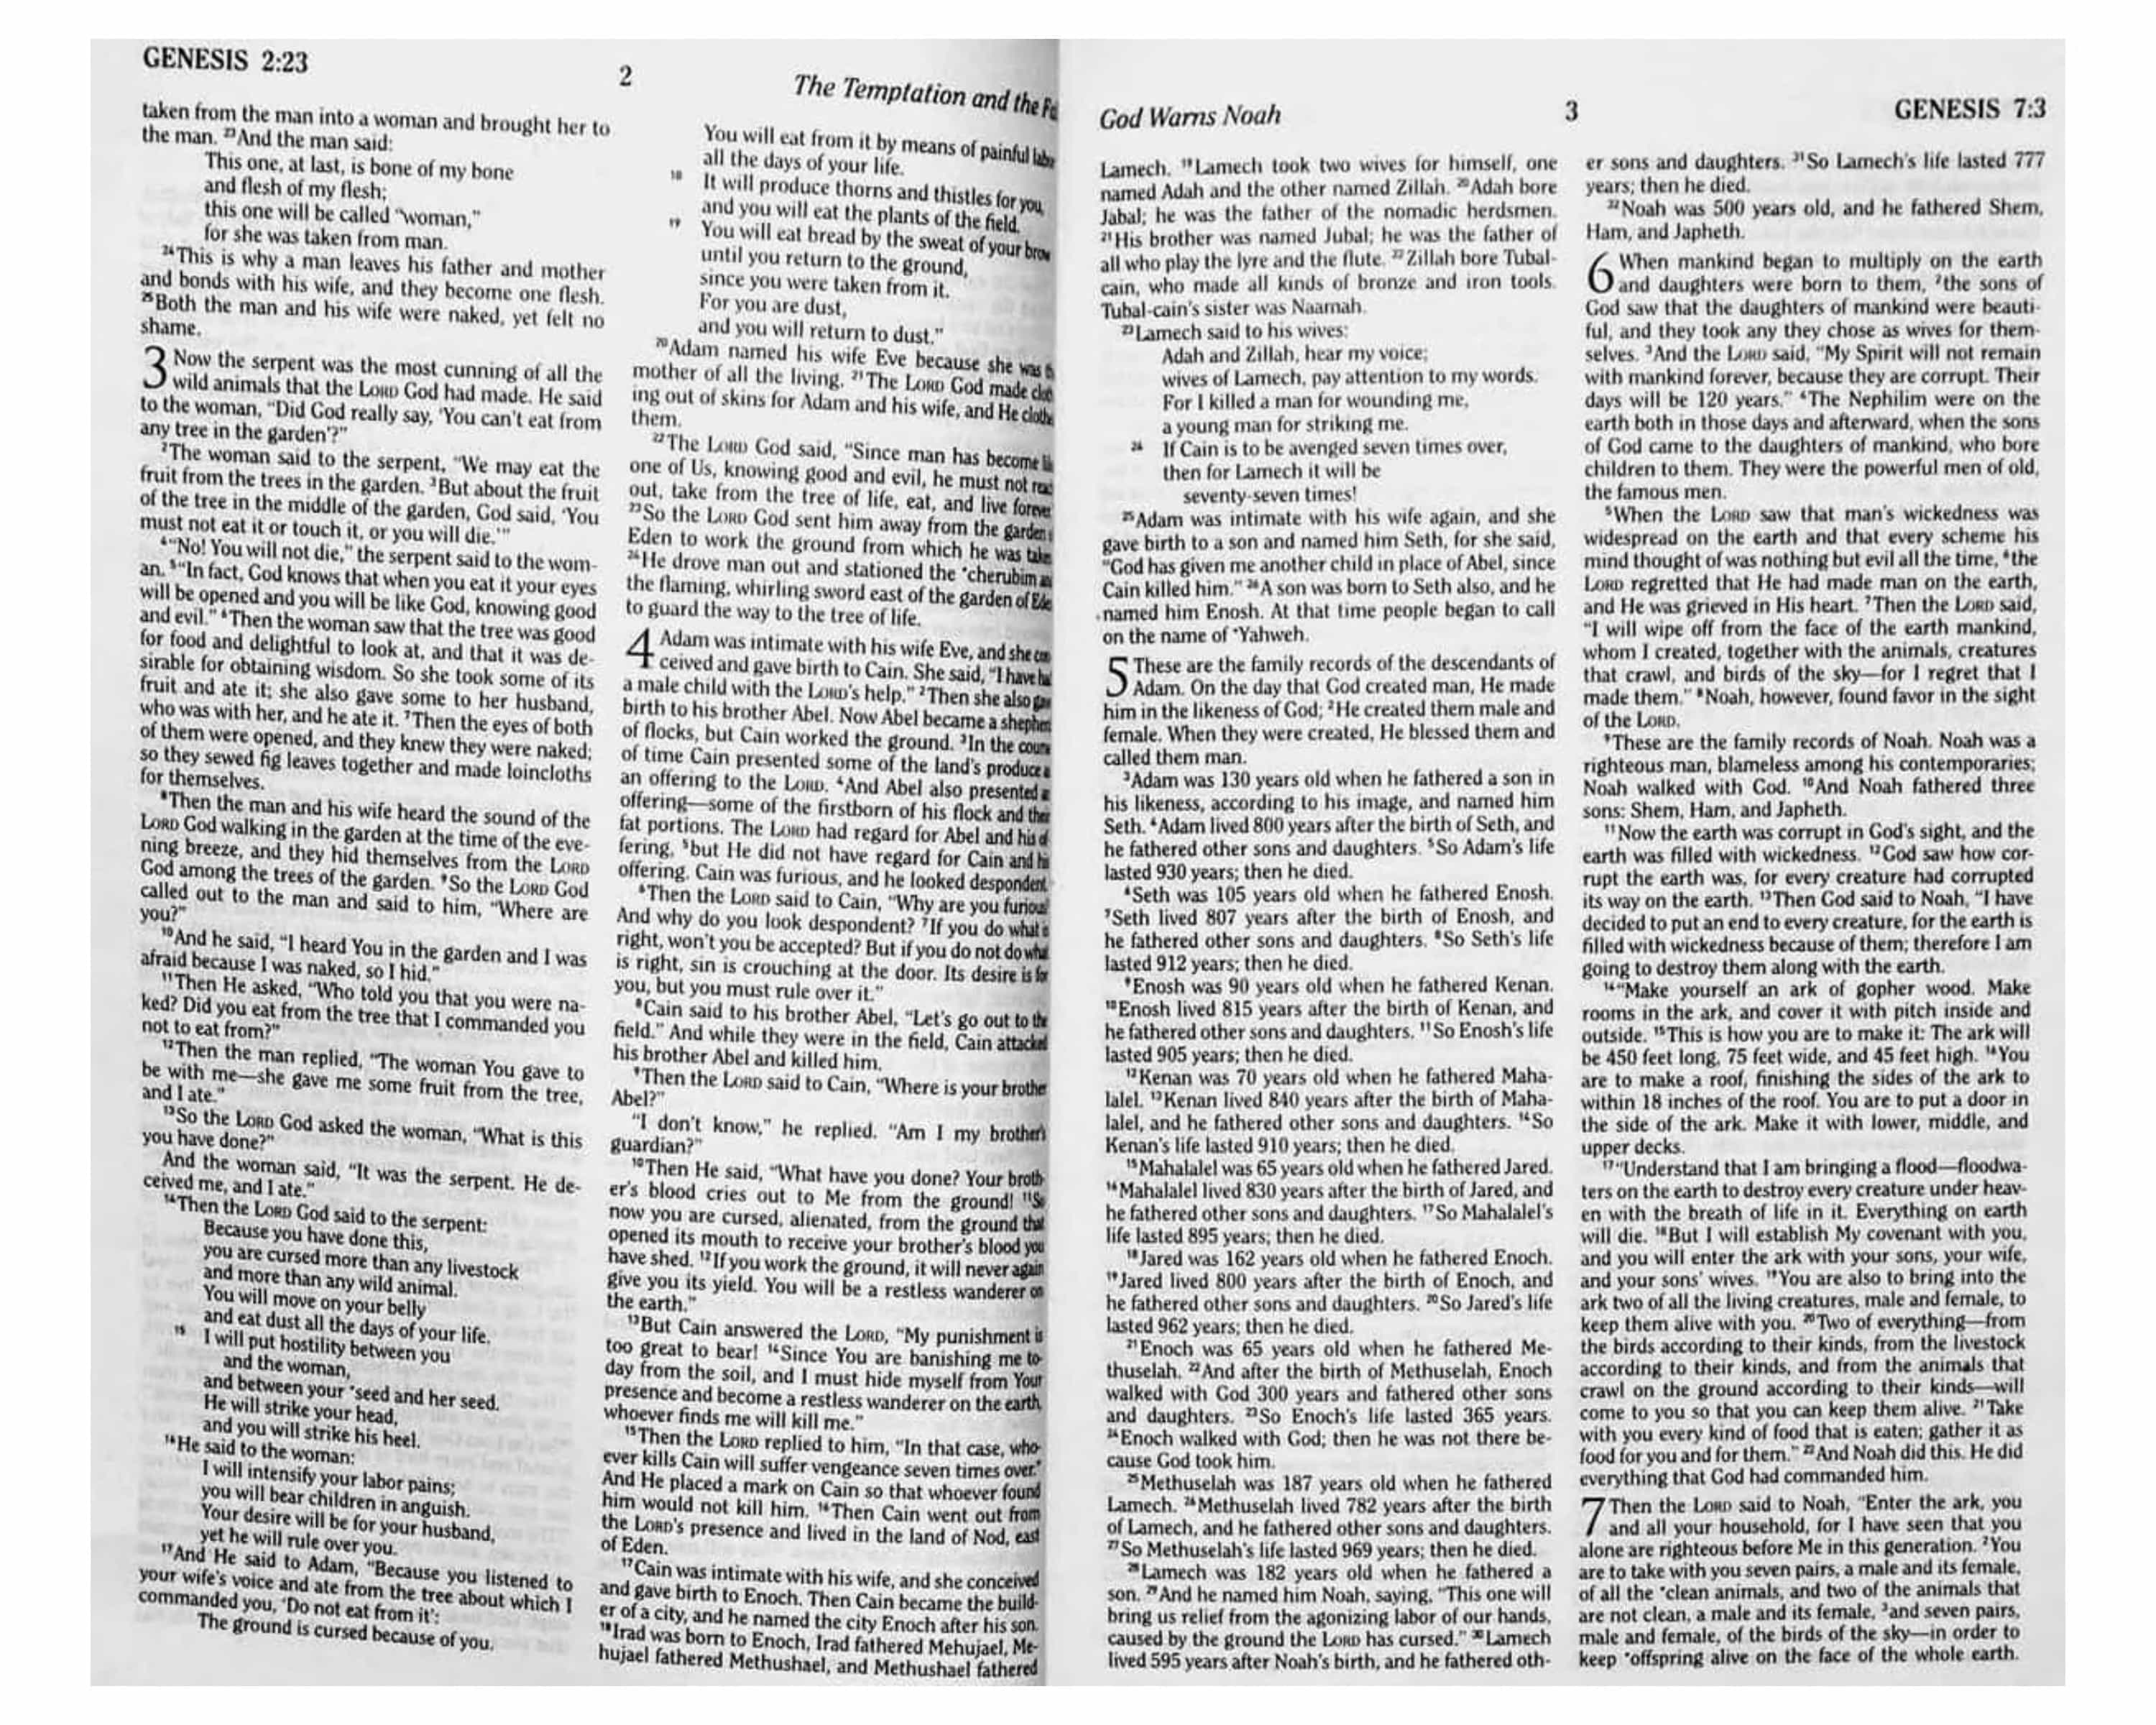 GENESIS 2:23
2
The Temptation and the
taken from the man into a woman and brought her to
the man. 23And the man said:
This one, at last, is bone of my bone
and flesh of my flesh;
this one will be called “woman,”
for she was taken from man.
24This is why a man leaves his father and mother
and bonds with his wife, and they become one flesh.
25Both the man and his wife were naked, yet felt no
shame.
3 Now the serpent was the most cunning of all the
wild animals that the LORD God had made. He said
to the woman, “Did God really say, ‘You can't eat from
any tree in the garden’?”
2The woman said to the serpent, “We may eat the
fruit from the trees in the garden. 3But about the fruit
of the tree in the middle of the garden, God said, ‘You
must not eat it or touch it, or you will die.’”
4“No! You will not die,” the serpent said to the wom-
an. 5“In fact, God knows that when you eat it your eyes
will be opened and you will be like God, knowing good
and evil.” 6Then the woman saw that the tree was good
for food and delightful to look at, and that it was de-
sirable for obtaining wisdom. So she took some of its
fruit and ate it; she also gave some to her husband,
who was with her, and he ate it. 7Then the eyes of both
of them were opened, and they knew they were naked;
so they sewed fig leaves together and made loincloths
for themselves.
8Then the man and his wife heard the sound of the
LORD God walking in the garden at the time of the eve-
ning breeze, and they hid themselves from the LORD
God among the trees of the garden. 9So the LORD God
called out to the man and said to him, “Where are
you?”
10And he said, “I heard You in the garden and I was
afraid because I was naked, so I hid.”
11Then He asked, “Who told you that you were na-
ked? Did you eat from the tree that I commanded you
not to eat from?”
12Then the man replied, “The woman You gave to
be with me—she gave me some fruit from the tree,
and I ate.”
13So the LORD God asked the woman, “What is this
you have done?”
And the woman said, “It was the serpent. He de-
ceived me, and I ate.”
14Then the LORD God said to the serpent:
Because you have done this,
you are cursed more than any livestock
and more than any wild animal.
You will move on your belly
and eat dust all the days of your life.
15 I will put hostility between you
and the woman,
and between your •seed and her seed.
He will strike your head,
and you will strike his heel.
16He said to the woman:
I will intensify your labor pains;
you will bear children in anguish.
Your desire will be for your husband,
yet he will rule over you.
17And He said to Adam, “Because you listened to
your wife's voice and ate from the tree about which I
commanded you, ‘Do not eat from it’:
The ground is cursed because of you.
You will eat from it by means of painful
all the days of your life.
18 It will produce thorns and thistles for you,
and you will eat the plants of the field.
19 You will eat bread by the sweat of your brow
until you return to the ground,
since you were taken from it.
For you are dust,
and you will return to dust.”
20Adam named his wife Eve because she was
mother of all the living. 21The LORD God made
ing out of skins for Adam and his wife, and He
them.
22The LORD God said, “Since man has become
one of Us, knowing good and evil, he must not
out, take from the tree of life, eat, and live forever
23So the LORD God sent him away from the garden
Eden to work the ground from which he was
24He drove man out and stationed the •cherubim
the flaming, whirling sword east of the garden of
to guard the way to the tree of life.
4 Adam was intimate with his wife Eve, and she con
ceived and gave birth to Cain. She said, “I have
a male child with the LORD's help.” 2Then she also
birth to his brother Abel. Now Abel became a
of flocks, but Cain worked the ground. 3In the
of time Cain presented some of the land's produce
an offering to the LORD. 4And Abel also presented
offering—some of the firstborn of his flock and
fat portions. The LORD had regard for Abel and his of
fering, 5but He did not have regard for Cain and
offering. Cain was furious, and he looked despondent.
6Then the LORD said to Cain, “Why are you furious
And why do you look despondent? 7If you do what
right, won't you be accepted? But if you do not do what
is right, sin is crouching at the door. Its desire is for
you, but you must rule over it.”
8Cain said to his brother Abel, “Let's go out to the
field.” And while they were in the field, Cain attacked
his brother Abel and killed him.
9Then the LORD said to Cain, “Where is your brother
Abel?”
“I don't know,” he replied. “Am I my brother's
guardian?”
10Then He said, “What have you done? Your broth-
er's blood cries out to Me from the ground! 11So
now you are cursed, alienated, from the ground that
opened its mouth to receive your brother's blood you
have shed. 12If you work the ground, it will never again
give you its yield. You will be a restless wanderer on
the earth.”
13But Cain answered the LORD, “My punishment is
too great to bear! 14Since You are banishing me to-
day from the soil, and I must hide myself from Your
presence and become a restless wanderer on the earth,
whoever finds me will kill me.”
15Then the LORD replied to him, “In that case, who-
ever kills Cain will suffer vengeance seven times over.”
And He placed a mark on Cain so that whoever found
him would not kill him. 16Then Cain went out from
the LORD's presence and lived in the land of Nod, east
of Eden.
17Cain was intimate with his wife, and she conceived
and gave birth to Enoch. Then Cain became the build-
er of a city, and he named the city Enoch after his son.
18Irad was born to Enoch, Irad fathered Mehujael, Me-
hujael fathered Methushael, and Methushael fathered
God Warns Noah
3
GENESIS 7:3
Lamech. 19Lamech took two wives for himself, one
named Adah and the other named Zillah. 20Adah bore
Jabal; he was the father of the nomadic herdsmen.
21His brother was named Jubal; he was the father of
all who play the lyre and the flute. 22Zillah bore Tubal-
cain, who made all kinds of bronze and iron tools.
Tubal-cain's sister was Naamah.
23Lamech said to his wives:
Adah and Zillah, hear my voice;
wives of Lamech, pay attention to my words.
For I killed a man for wounding me,
a young man for striking me.
24 If Cain is to be avenged seven times over,
then for Lamech it will be
seventy-seven times!
25Adam was intimate with his wife again, and she
gave birth to a son and named him Seth, for she said,
“God has given me another child in place of Abel, since
Cain killed him.” 26A son was born to Seth also, and he
named him Enosh. At that time people began to call
on the name of •Yahweh.
5 These are the family records of the descendants of
Adam. On the day that God created man, He made
him in the likeness of God; 2He created them male and
female. When they were created, He blessed them and
called them man.
3Adam was 130 years old when he fathered a son in
his likeness, according to his image, and named him
Seth. 4Adam lived 800 years after the birth of Seth, and
he fathered other sons and daughters. 5So Adam's life
lasted 930 years; then he died.
6Seth was 105 years old when he fathered Enosh.
7Seth lived 807 years after the birth of Enosh, and
he fathered other sons and daughters. 8So Seth's life
lasted 912 years; then he died.
9Enosh was 90 years old when he fathered Kenan.
10Enosh lived 815 years after the birth of Kenan, and
he fathered other sons and daughters. 11So Enosh's life
lasted 905 years; then he died.
12Kenan was 70 years old when he fathered Maha-
lalel. 13Kenan lived 840 years after the birth of Maha-
lalel, and he fathered other sons and daughters. 14So
Kenan's life lasted 910 years; then he died.
15Mahalalel was 65 years old when he fathered Jared.
16Mahalalel lived 830 years after the birth of Jared, and
he fathered other sons and daughters. 17So Mahalalel's
life lasted 895 years; then he died.
18Jared was 162 years old when he fathered Enoch.
19Jared lived 800 years after the birth of Enoch, and
he fathered other sons and daughters. 20So Jared's life
lasted 962 years; then he died.
21Enoch was 65 years old when he fathered Me-
thuselah. 22And after the birth of Methuselah, Enoch
walked with God 300 years and fathered other sons
and daughters. 23So Enoch's life lasted 365 years.
24Enoch walked with God; then he was not there be-
cause God took him.
25Methuselah was 187 years old when he fathered
Lamech. 26Methuselah lived 782 years after the birth
of Lamech, and he fathered other sons and daughters.
27So Methuselah's life lasted 969 years; then he died.
28Lamech was 182 years old when he fathered a
son. 29And he named him Noah, saying, “This one will
bring us relief from the agonizing labor of our hands,
caused by the ground the LORD has cursed.” 30Lamech
lived 595 years after Noah's birth, and he fathered oth-
er sons and daughters. 31So Lamech's life lasted 777
years; then he died.
32Noah was 500 years old, and he fathered Shem,
Ham, and Japheth.
6 When mankind began to multiply on the earth
and daughters were born to them, 2the sons of
God saw that the daughters of mankind were beauti-
ful, and they took any they chose as wives for them-
selves. 3And the LORD said, “My Spirit will not remain
with mankind forever, because they are corrupt. Their
days will be 120 years.” 4The Nephilim were on the
earth both in those days and afterward, when the sons
of God came to the daughters of mankind, who bore
children to them. They were the powerful men of old,
the famous men.
5When the LORD saw that man's wickedness was
widespread on the earth and that every scheme his
mind thought of was nothing but evil all the time, 6the
LORD regretted that He had made man on the earth,
and He was grieved in His heart. 7Then the LORD said,
“I will wipe off from the face of the earth mankind,
whom I created, together with the animals, creatures
that crawl, and birds of the sky—for I regret that I
made them.” 8Noah, however, found favor in the sight
of the LORD.
9These are the family records of Noah. Noah was a
righteous man, blameless among his contemporaries;
Noah walked with God. 10And Noah fathered three
sons: Shem, Ham, and Japheth.
11Now the earth was corrupt in God's sight, and the
earth was filled with wickedness. 12God saw how cor-
rupt the earth was, for every creature had corrupted
its way on the earth. 13Then God said to Noah, “I have
decided to put an end to every creature, for the earth is
filled with wickedness because of them; therefore I am
going to destroy them along with the earth.
14“Make yourself an ark of gopher wood. Make
rooms in the ark, and cover it with pitch inside and
outside. 15This is how you are to make it: The ark will
be 450 feet long, 75 feet wide, and 45 feet high. 16You
are to make a roof, finishing the sides of the ark to
within 18 inches of the roof. You are to put a door in
the side of the ark. Make it with lower, middle, and
upper decks.
17“Understand that I am bringing a flood—floodwa-
ters on the earth to destroy every creature under heav-
en with the breath of life in it. Everything on earth
will die. 18But I will establish My covenant with you,
and you will enter the ark with your sons, your wife,
and your sons' wives. 19You are also to bring into the
ark two of all the living creatures, male and female, to
keep them alive with you. 20Two of everything—from
the birds according to their kinds, from the livestock
according to their kinds, and from the animals that
crawl on the ground according to their kinds—will
come to you so that you can keep them alive. 21Take
with you every kind of food that is eaten; gather it as
food for you and for them.” 22And Noah did this. He did
everything that God had commanded him.
7 Then the LORD said to Noah, “Enter the ark, you
and all your household, for I have seen that you
alone are righteous before Me in this generation. 2You
are to take with you seven pairs, a male and its female,
of all the •clean animals, and two of the animals that
are not clean, a male and its female, 3and seven pairs,
male and female, of the birds of the sky—in order to
keep •offspring alive on the face of the whole earth.